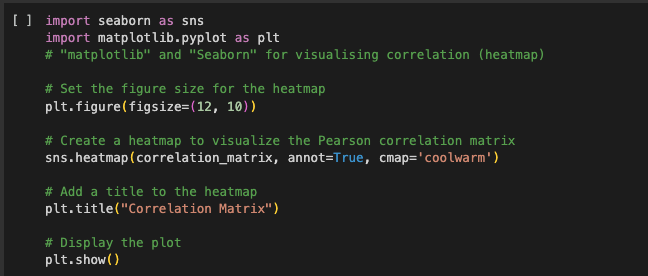 [ ] import seaborn as sns
import matplotlib.pyplot as plt
# "matplotlib" and "Seaborn" for visualising correlation (heatmap)
# Set the figure size for the heatmap
plt.figure(figsize=(12, 10))
# Create a heatmap to visualize the Pearson correlation matrix
sns.heatmap(correlation_matrix, annot=True, cmap='coolwarm')
# Add a title to the heatmap
plt.title("Correlation Matrix")
# Display the plot
plt.show()